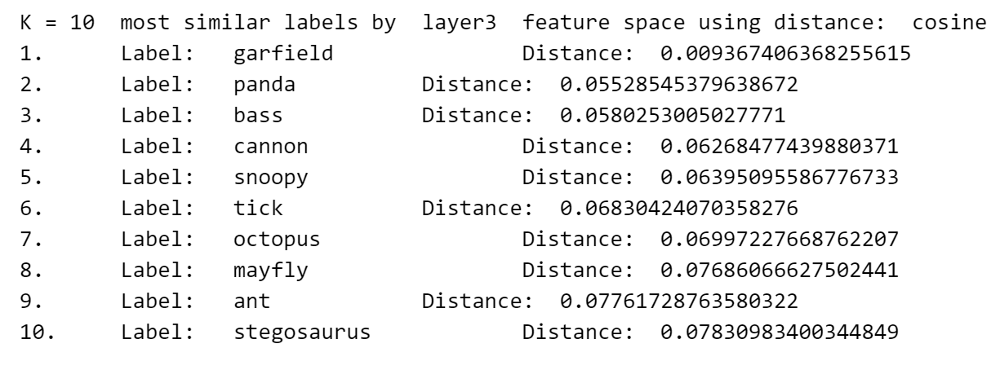 K = 10  most similar labels by  layer3  feature space using distance:  cosine
1.      Label:   garfield               Distance:  0.009367406368255615
2.      Label:   panda          Distance:  0.05528545379638672
3.      Label:   bass           Distance:  0.0580253005027771
4.      Label:   cannon                 Distance:  0.06268477439880371
5.      Label:   snoopy                 Distance:  0.06395095586776733
6.      Label:   tick           Distance:  0.06830424070358276
7.      Label:   octopus                Distance:  0.06997227668762207
8.      Label:   mayfly                 Distance:  0.07686066627502441
9.      Label:   ant            Distance:  0.07761728763580322
10.     Label:   stegosaurus            Distance:  0.07830983400344849